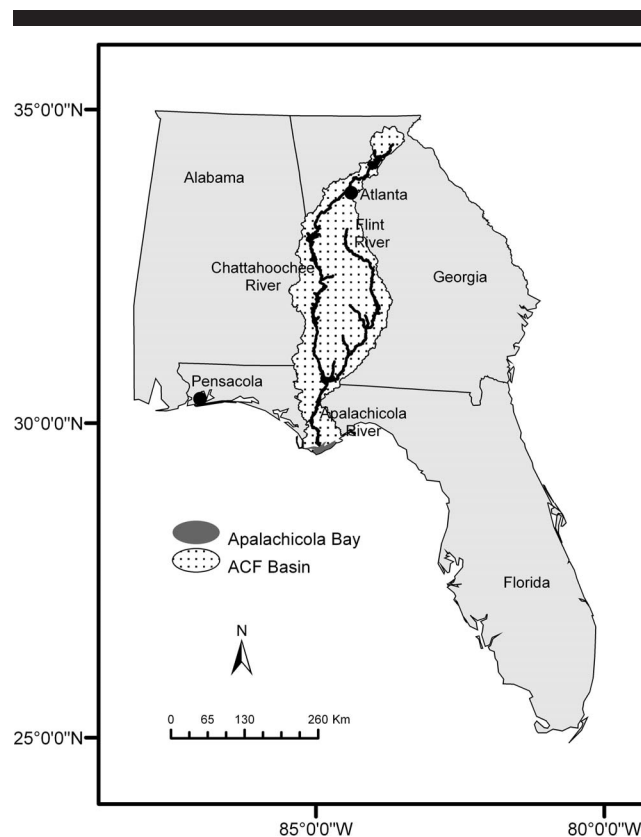 35°0'0"N
Alabama
Atlanta
Flint
River
Chattahoochee
River
Georgia
Pensacola
30°0'0"N
Apalachicola
River
Apalachicola Bay
ACF Basin
Florida
N
0 65 130 260 Km
25°0'0"N
85°0'0"W
80°0'0"W